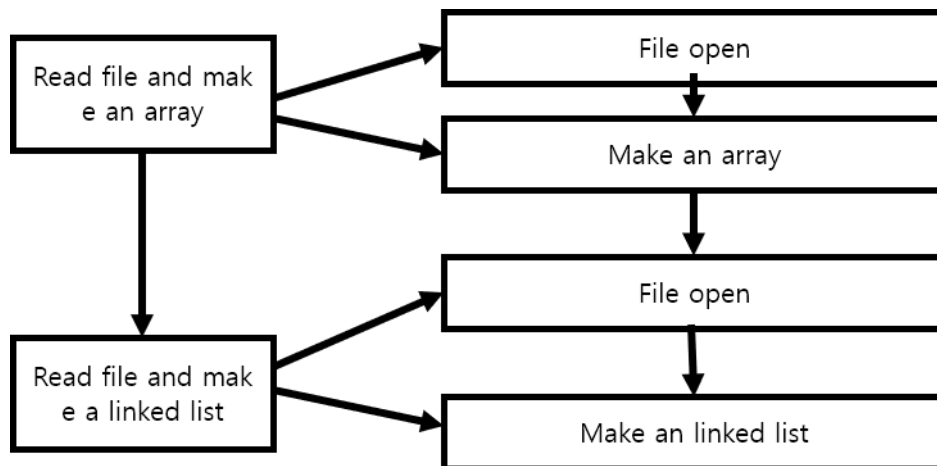 Read file and mak
e an array
File open
Make an array
File open
Read file and mak
e a linked list
Make an linked list